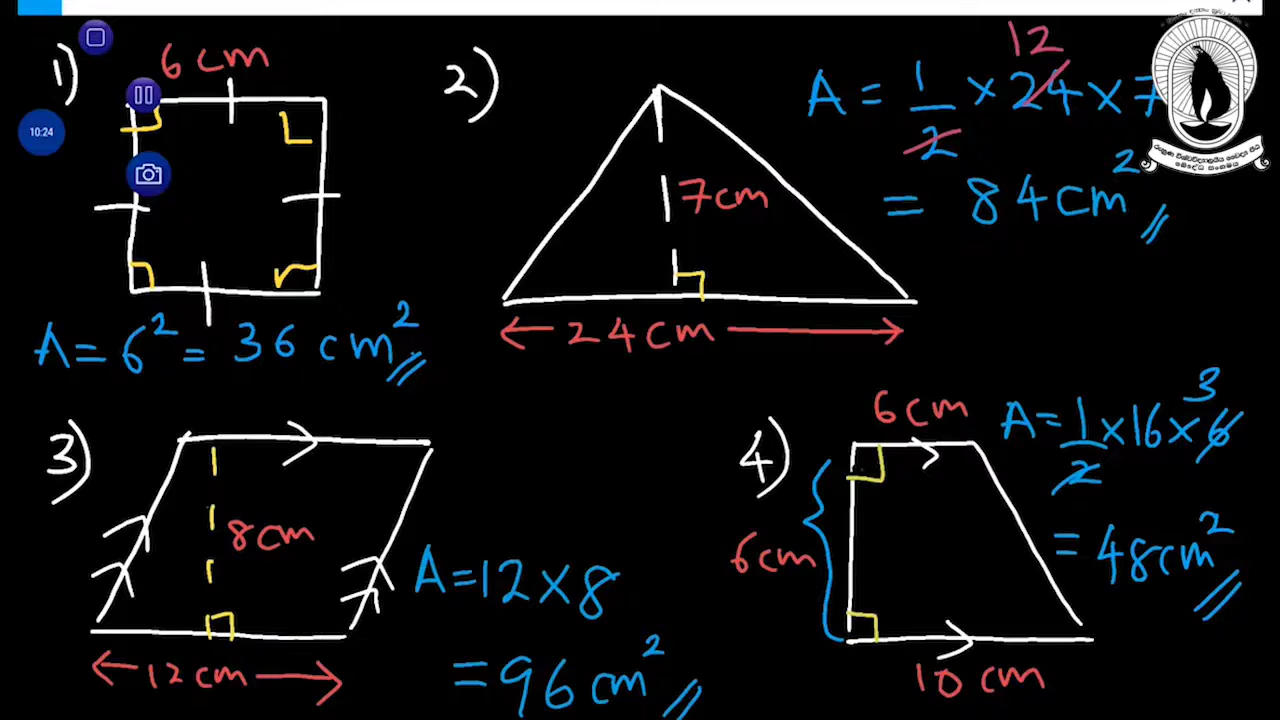 1)
6 cm
10:24
A = 6² = 36 cm²
2)
7cm
24 cm
A = 1/2 × 24 × 7
12
= 84 cm²
3)
8cm
12 cm
A = 12 × 8
= 96 cm²
4)
6 cm
6 cm
10 cm
A = 1/2 × 16 × 6
3
= 48 cm²